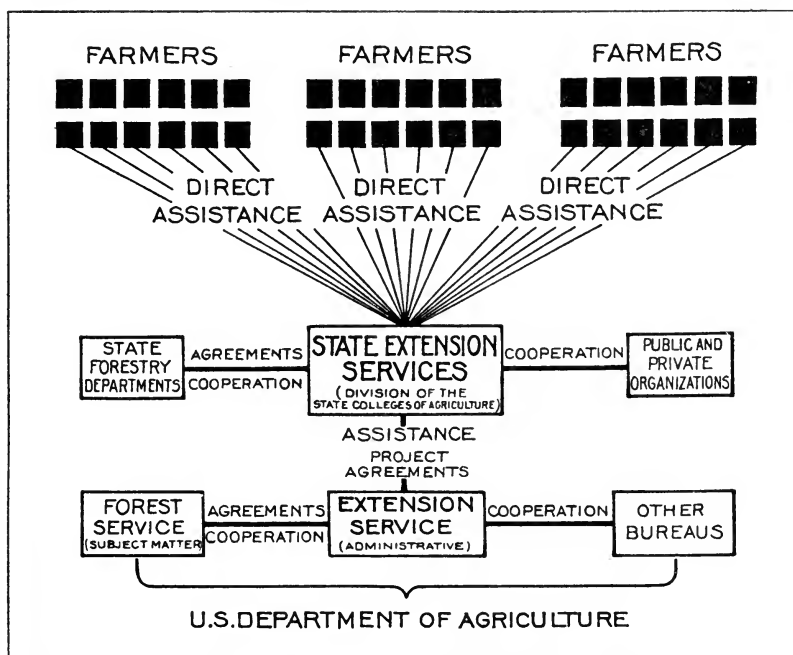 FARMERS
FARMERS
FARMERS
DIRECT
ASSISTANCE
DIRECT
ASSISTANCE
DIRECT
ASSISTANCE
STATE
FORESTRY
DEPARTMENTS
AGREEMENTS
COOPERATION
STATE EXTENSION
SERVICES
(DIVISION OF THE
STATE COLLEGES OF AGRICULTURE)
COOPERATION
PUBLIC AND
PRIVATE
ORGANIZATIONS
ASSISTANCE
PROJECT
AGREEMENTS
FOREST
SERVICE
(SUBJECT MATTER)
AGREEMENTS
COOPERATION
EXTENSION
SERVICE
(ADMINISTRATIVE)
COOPERATION
OTHER
BUREAUS
U.S. DEPARTMENT OF AGRICULTURE